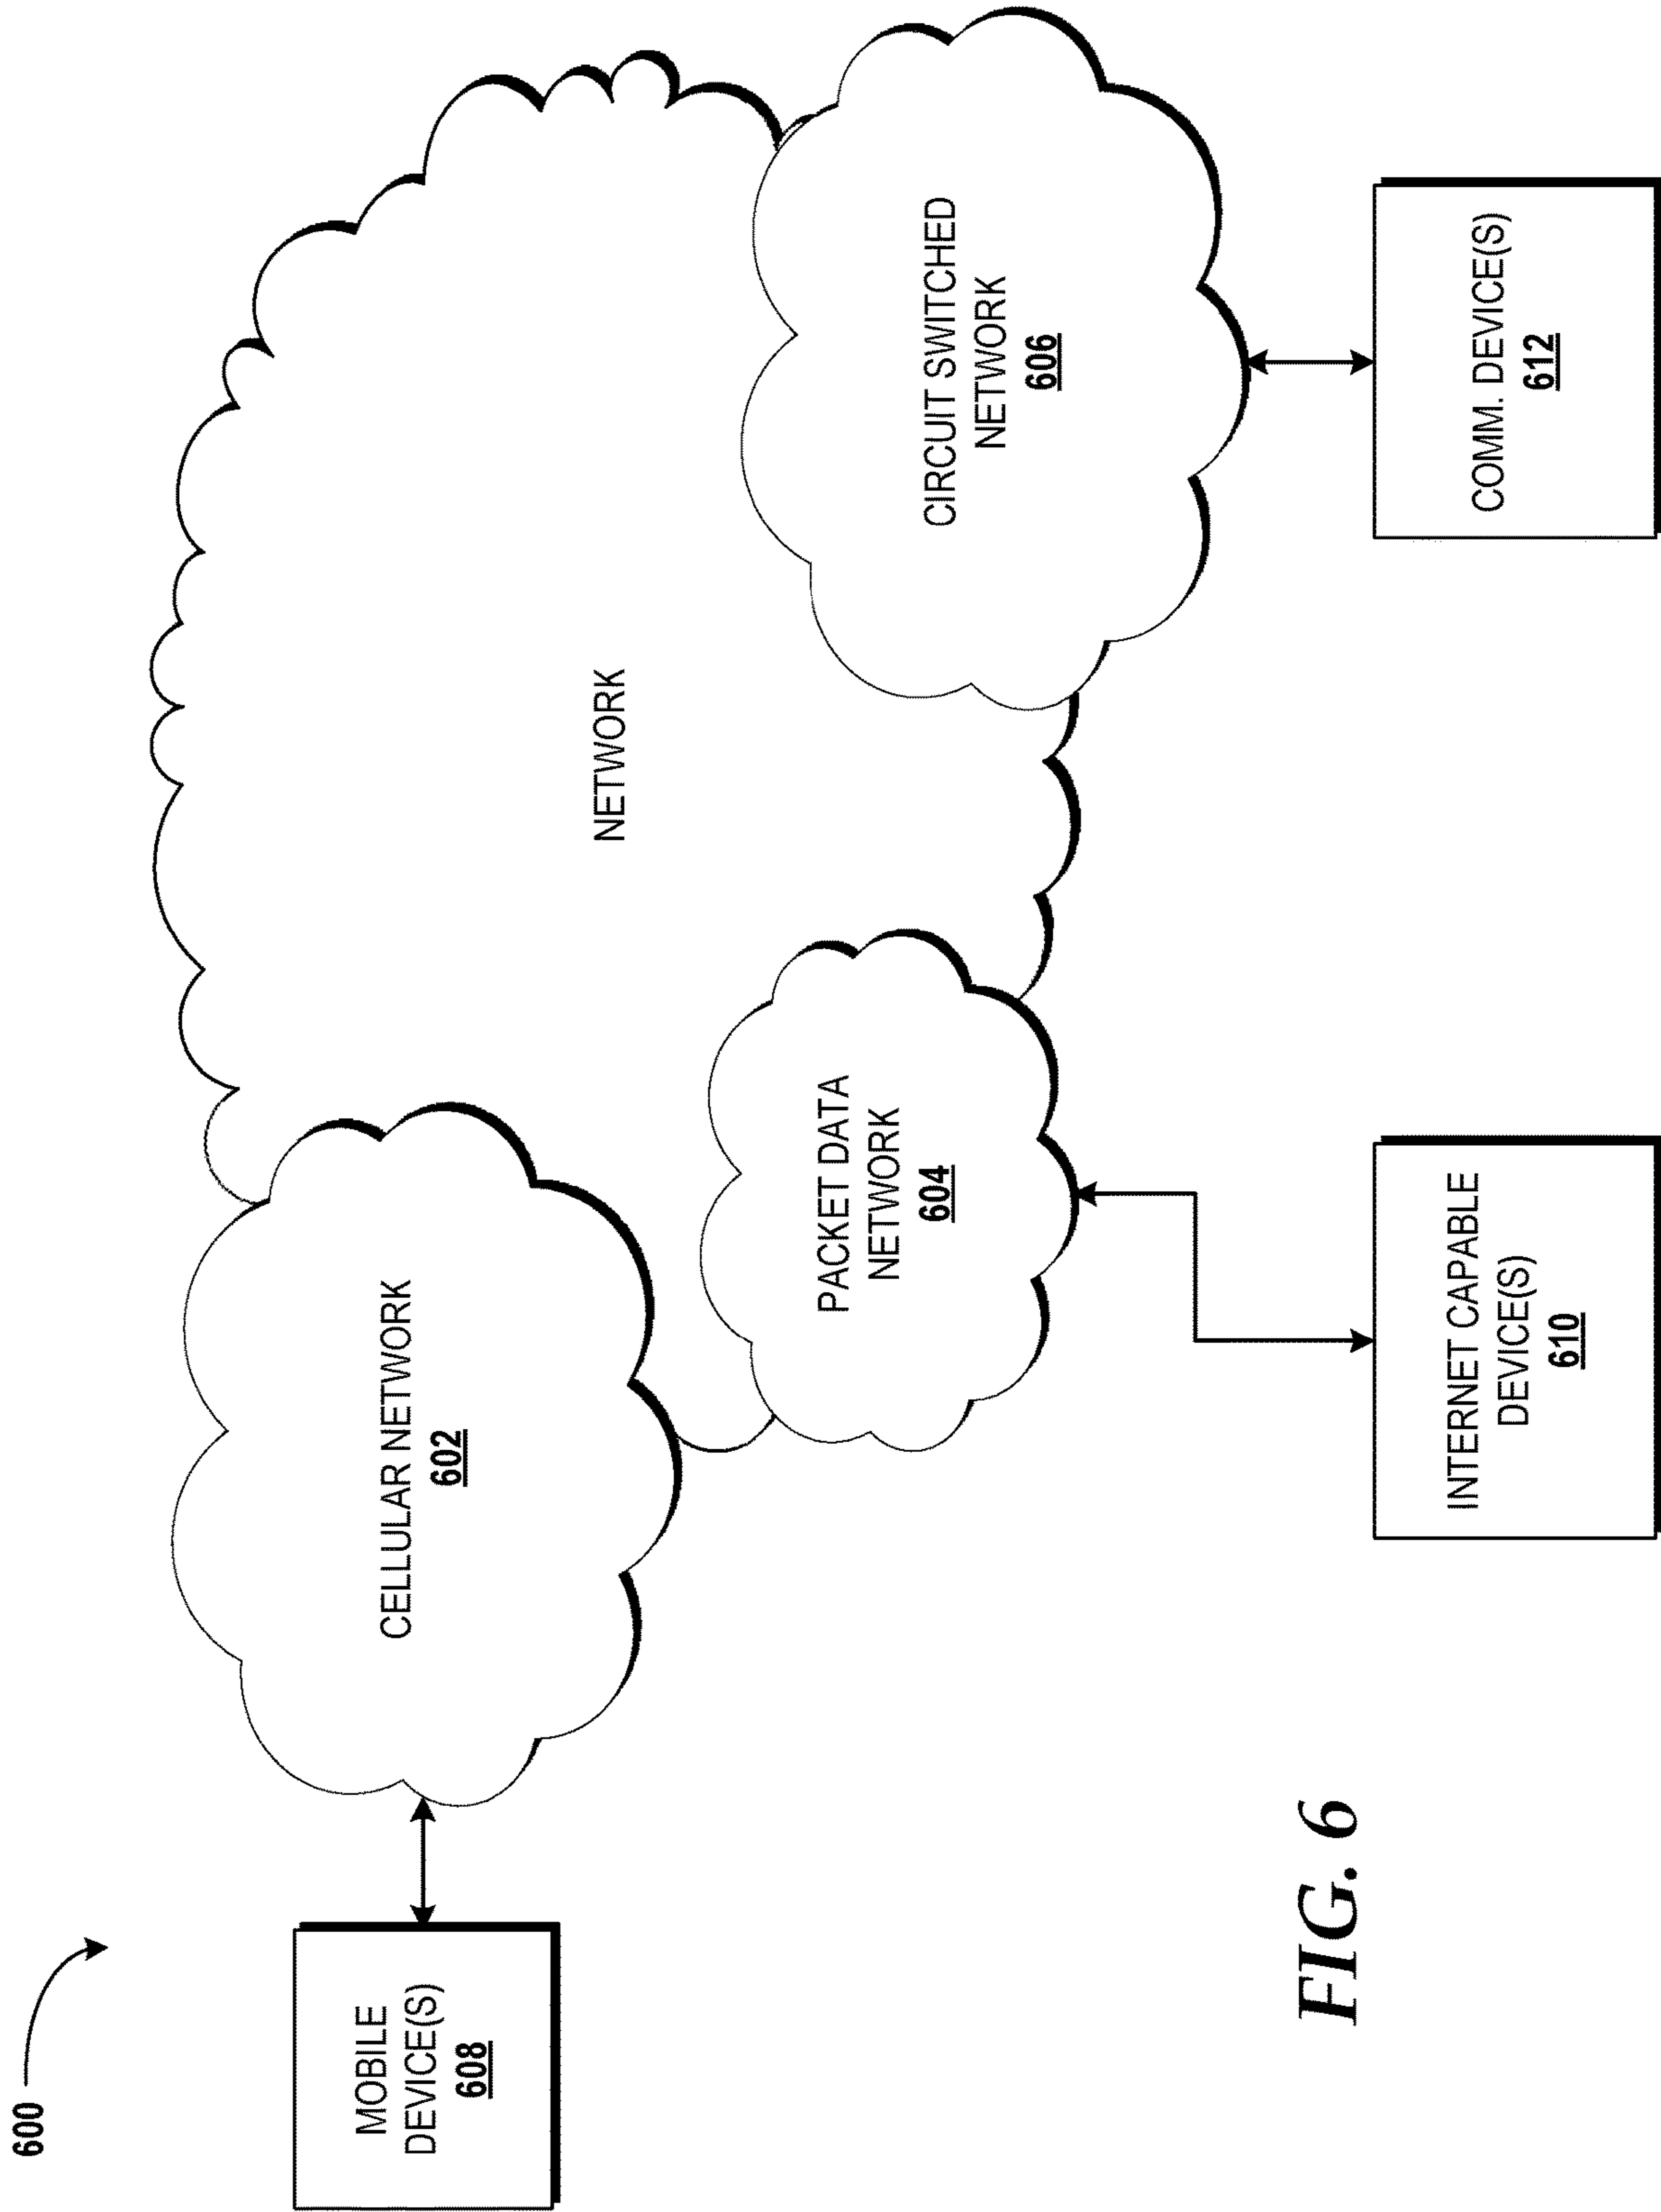 600
MOBILE
DEVICE(S)
608
CELLULAR NETWORK
602
NETWORK
PACKET DATA
NETWORK
604
CIRCUIT SWITCHED
NETWORK
606
INTERNET CAPABLE
DEVICE(S)
610
COMM. DEVICE(S)
612
FIG. 6